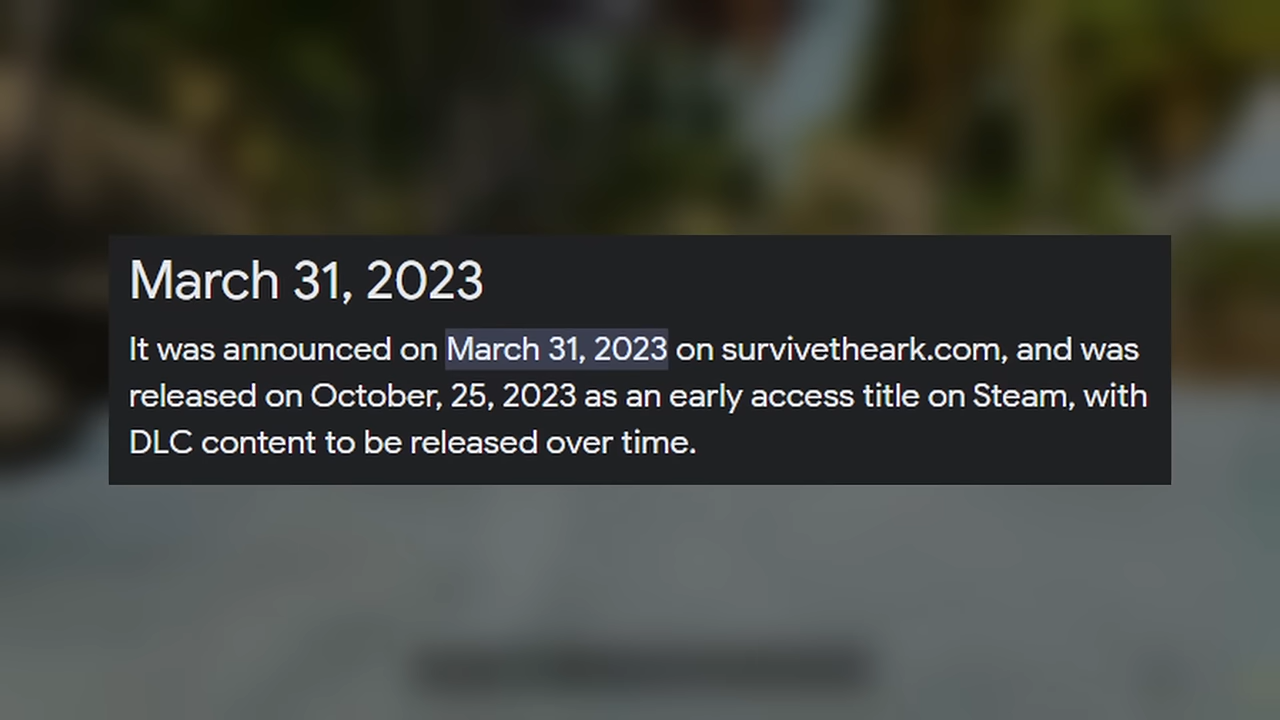 March 31, 2023
It was announced on March 31, 2023 on survivetheark.com, and was
released on October, 25, 2023 as an early access title on Steam, with
DLC content to be released over time.